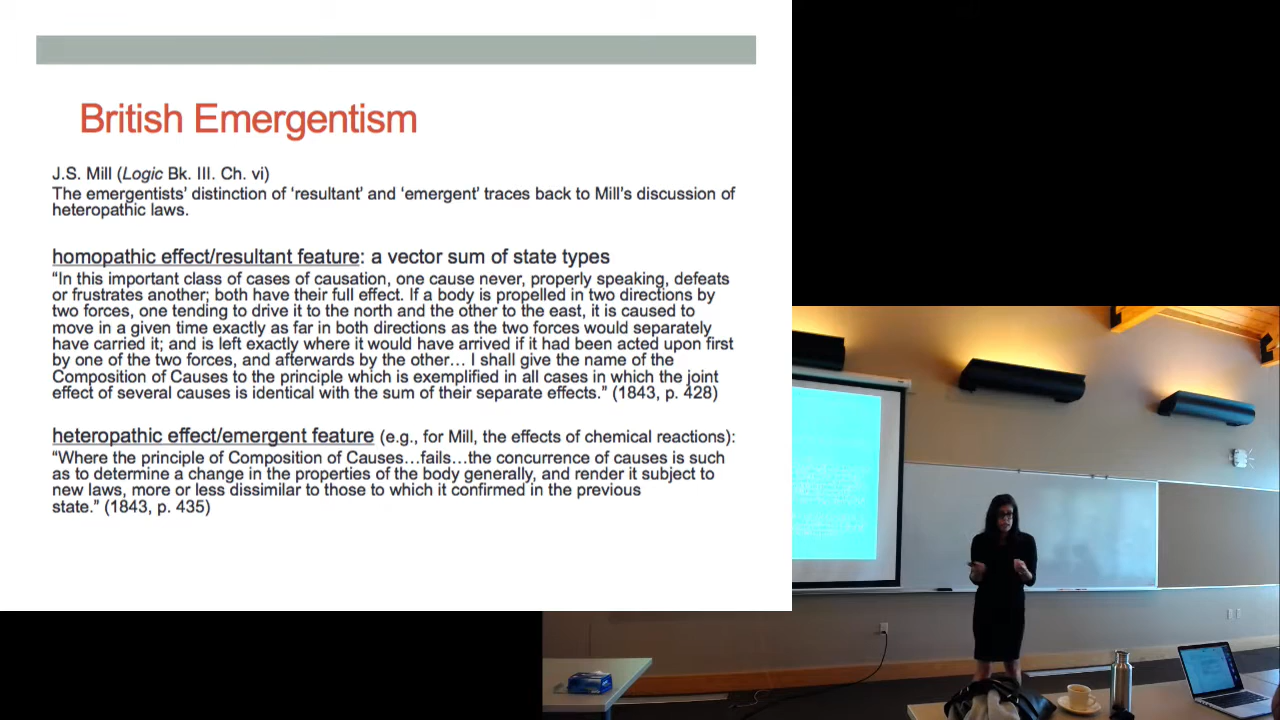 British Emergentism
J.S. Mill (Logic Bk. III. Ch. vi)
The emergentists' distinction of 'resultant' and 'emergent' traces back to Mill's discussion of
heteropathic laws.
homopathic effect/resultant feature: a vector sum of state types
“In this important class of cases of causation, one cause never, properly speaking, defeats
or frustrates another; both have their full effect. If a body is propelled in two directions by
two forces, one tending to drive it to the north and the other to the east, it is caused to
move in a given time exactly as far in both directions as the two forces would separately
have carried it; and is left exactly where it would have arrived if it had been acted upon first
by one of the two forces, and afterwards by the other… I shall give the name of the
Composition of Causes to the principle which is exemplified in all cases in which the joint
effect of several causes is identical with the sum of their separate effects.” (1843, p. 428)
heteropathic effect/emergent feature (e.g., for Mill, the effects of chemical reactions):
“Where the principle of Composition of Causes…fails…the concurrence of causes is such
as to determine a change in the properties of the body generally, and render it subject to
new laws, more or less dissimilar to those to which it confirmed in the previous
state.” (1843, p. 435)